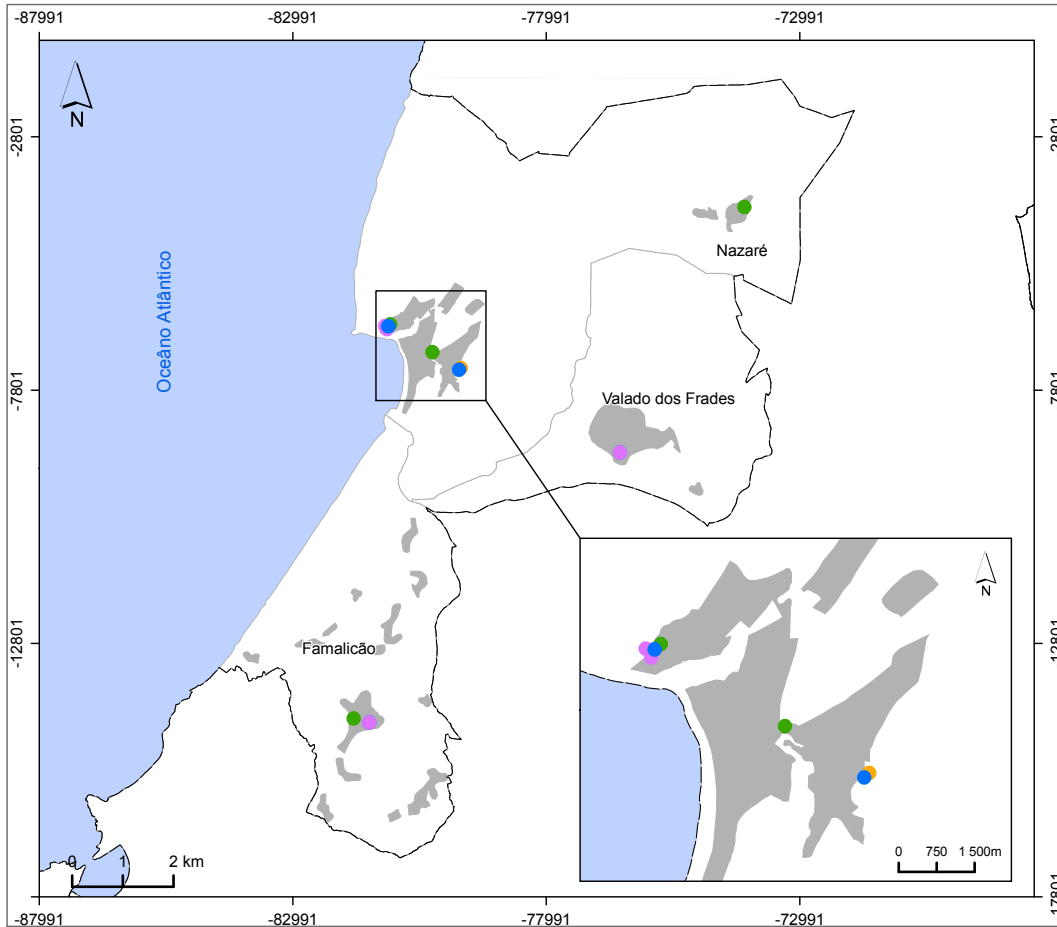 -87991 -82991 -77991 -72991
N
-2801
2801
Oceâno Atlântico
Nazaré
-7801
7801
Valado dos Frades
Famalicão
-12801
12801
N
0 1 2 km
0 750 1 500m
17801
-87991 -82991 -77991 -72991